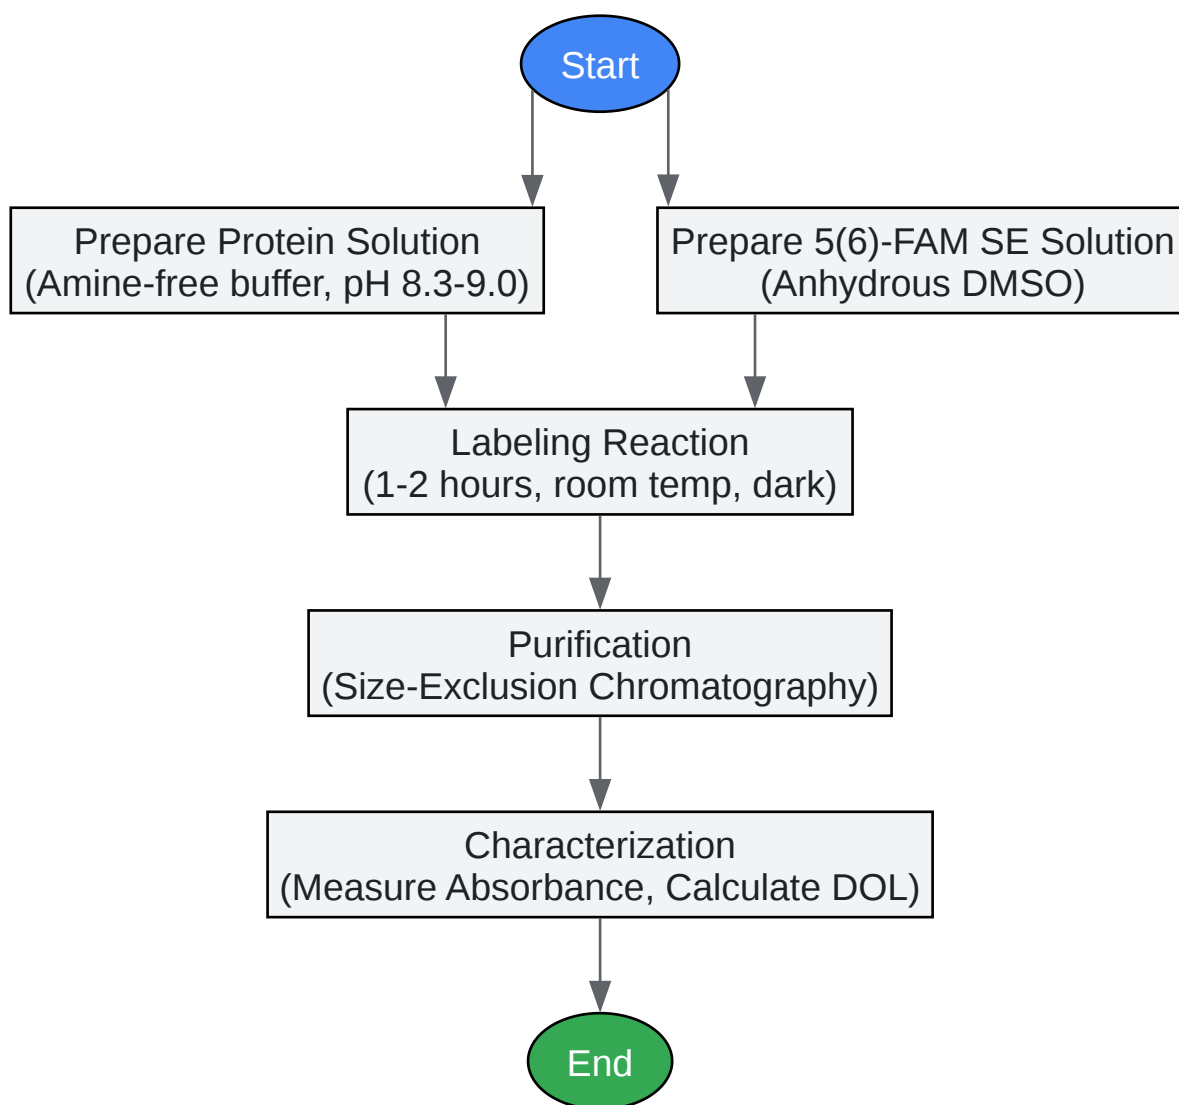 Start
Prepare Protein Solution
(Amine-free buffer, pH 8.3-9.0)
Prepare 5(6)-FAM SE Solution
(Anhydrous DMSO)
Labeling Reaction
(1-2 hours, room temp, dark)
Purification
(Size-Exclusion Chromatography)
Characterization
(Measure Absorbance, Calculate DOL)
End